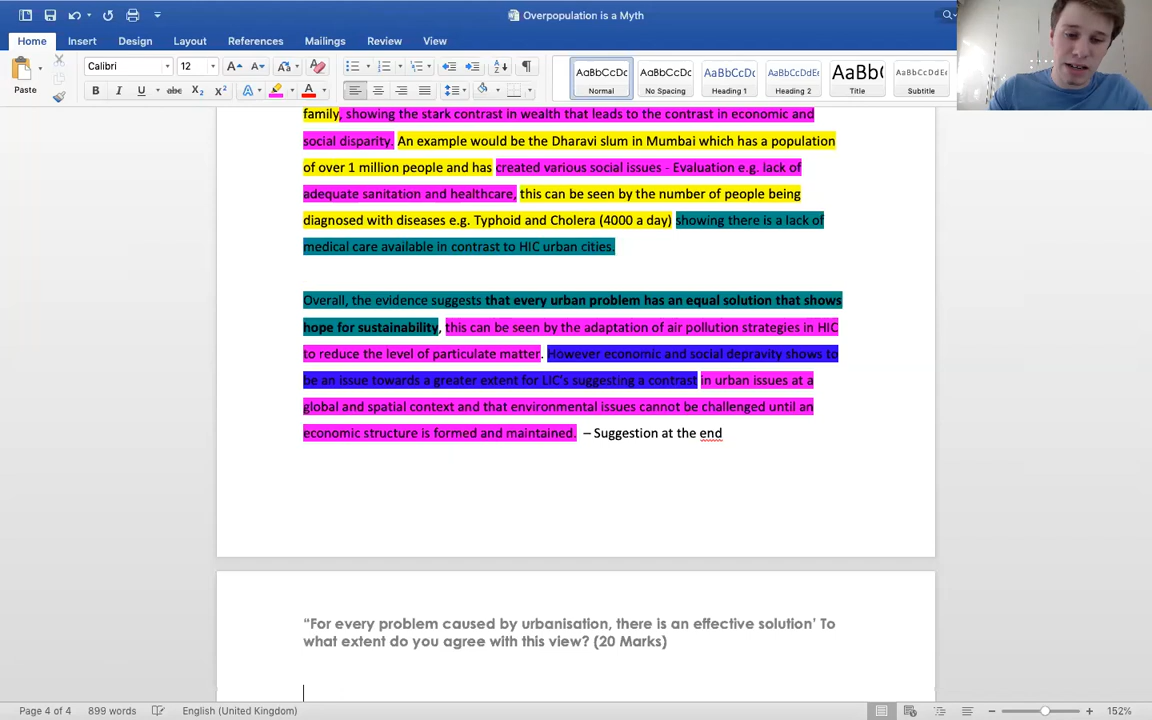 Overpopulation is a Myth
Home Insert Design Layout References Mailings Review View
Paste
Calibri 12
B I U abc X2 X2 A A
AaBbCcDc AaBbCcDc AaBbCcDc AaBbCcDdEe AaBb( AaBbCcDdEe
Normal No Spacing Heading 1 Heading 2 Title Subtitle
family, showing the stark contrast in wealth that leads to the contrast in economic and
social disparity. An example would be the Dharavi slum in Mumbai which has a population
of over 1 million people and has created various social issues - Evaluation e.g. lack of
adequate sanitation and healthcare, this can be seen by the number of people being
diagnosed with diseases e.g. Typhoid and Cholera (4000 a day) showing there is a lack of
medical care available in contrast to HIC urban cities.
Overall, the evidence suggests that every urban problem has an equal solution that shows
hope for sustainability, this can be seen by the adaptation of air pollution strategies in HIC
to reduce the level of particulate matter. However economic and social depravity shows to
be an issue towards a greater extent for LIC's suggesting a contrast in urban issues at a
global and spatial context and that environmental issues cannot be challenged until an
economic structure is formed and maintained. – Suggestion at the end
“For every problem caused by urbanisation, there is an effective solution’ To
what extent do you agree with this view? (20 Marks)
Page 4 of 4 899 words English (United Kingdom) 152%